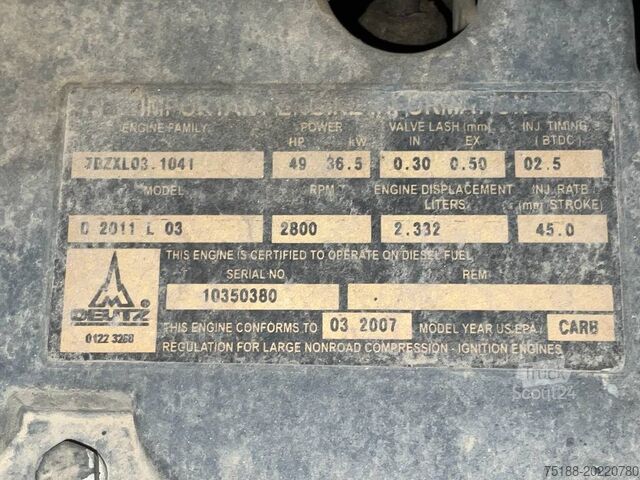 IMPORTANT ENGINE INFORMATION
ENGINE FAMILY POWER VALVE LASH (mm) INJ. TIMING
HP kW IN EX (BTDC)
7DZXL03.1041 49 36.5 0.30 0.50 02.5
MODEL RPM ENGINE DISPLACEMENT INJ. RATE
LITERS (mm³/STROKE)
D 2011 L 03 2800 2.332 45.0
THIS ENGINE IS CERTIFIED TO OPERATE ON DIESEL FUEL
SERIAL NO. REM.
10350380
DEUTZ
0122 3268
THIS ENGINE CONFORMS TO 03 2007 MODEL YEAR US.EPA / CARB
REGULATION FOR LARGE NONROAD COMPRESSION - IGNITION ENGINES
Truck
Scout24
75188-20220780